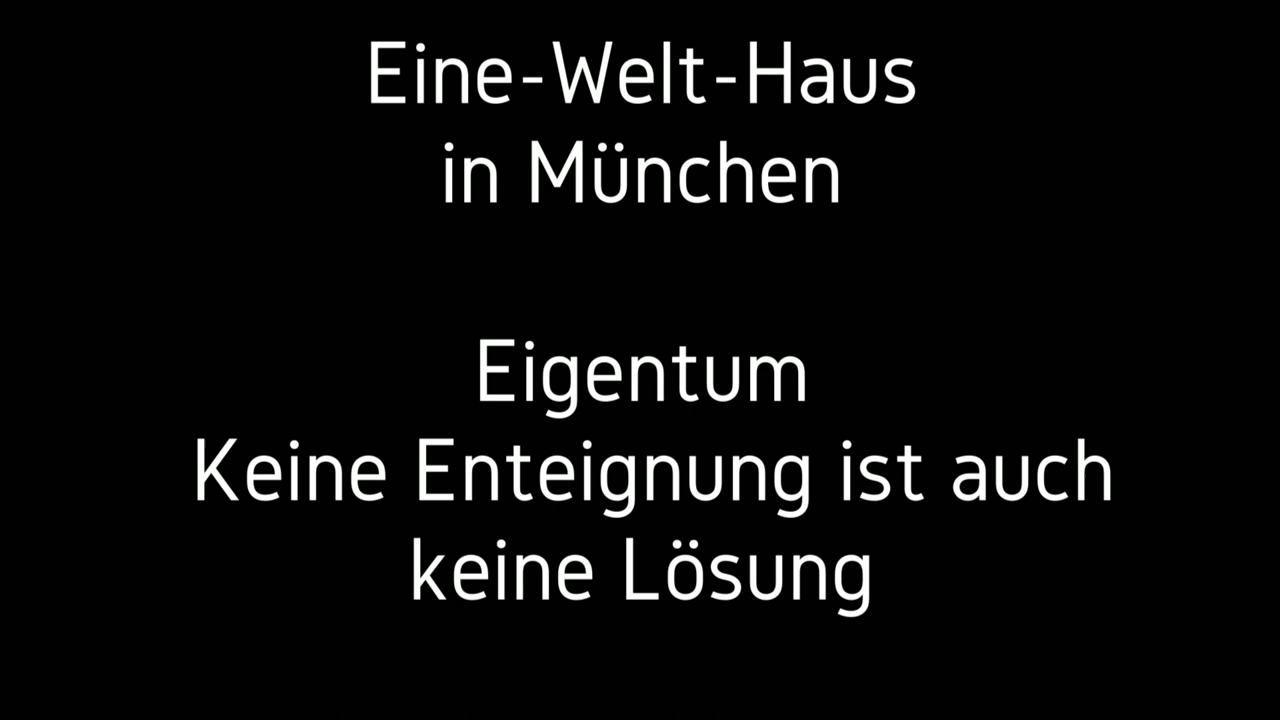 Eine-Welt-Haus
in München
Eigentum
Keine Enteignung ist auch
keine Lösung